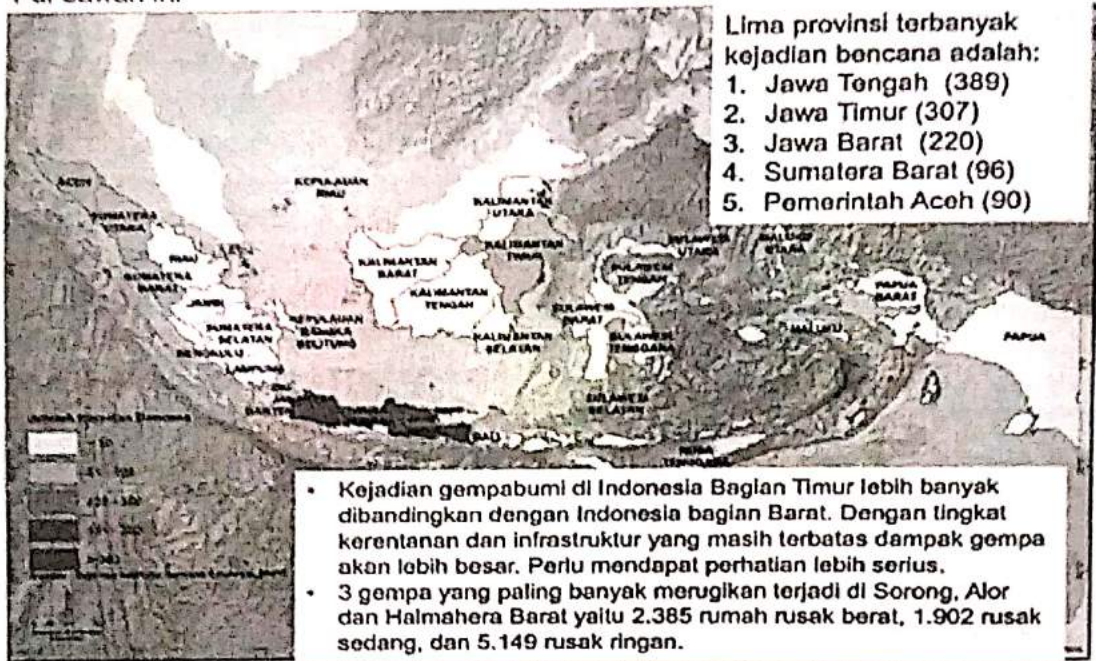 Lima provinsi terbanyak
kejadian bencana adalah:
1. Jawa Tengah (389)
2. Jawa Timur (307)
3. Jawa Barat (220)
4. Sumatera Barat (96)
5. Pemerintah Aceh (90)
ACEH
KEPULAUAN
RIAU
SUMATERA
UTARA
KALIMANTAN
UTARA
SULAWESI
UTARA
MALUKU
UTARA
RIAU
KALIMANTAN
TIMUR
SUMATERA
BARAT
KALIMANTAN
BARAT
SULAWESI
TENGAH
PAPUA
BARAT
JAMBI
KALIMANTAN
TENGAH
SUMATERA
SELATAN
KEPULAUAN
BANGKA
BELITUNG
KALIMANTAN
SELATAN
SULAWESI
BARAT
SULAWESI
TENGGARA
MALUKU
PAPUA
BENGKULU
LAMPUNG
BANTEN
SULAWESI
SELATAN
BALI
TENGGARA
• Kejadian gempabumi di Indonesia Bagian Timur lebih banyak
dibandingkan dengan Indonesia bagian Barat. Dengan tingkat
kerentanan dan infrastruktur yang masih terbatas dampak gempa
akan lebih besar. Perlu mendapat perhatian lebih serius.
• 3 gempa yang paling banyak merugikan terjadi di Sorong, Alor
dan Halmahera Barat yaitu 2.385 rumah rusak berat, 1.902 rusak
sedang, dan 5.149 rusak ringan.